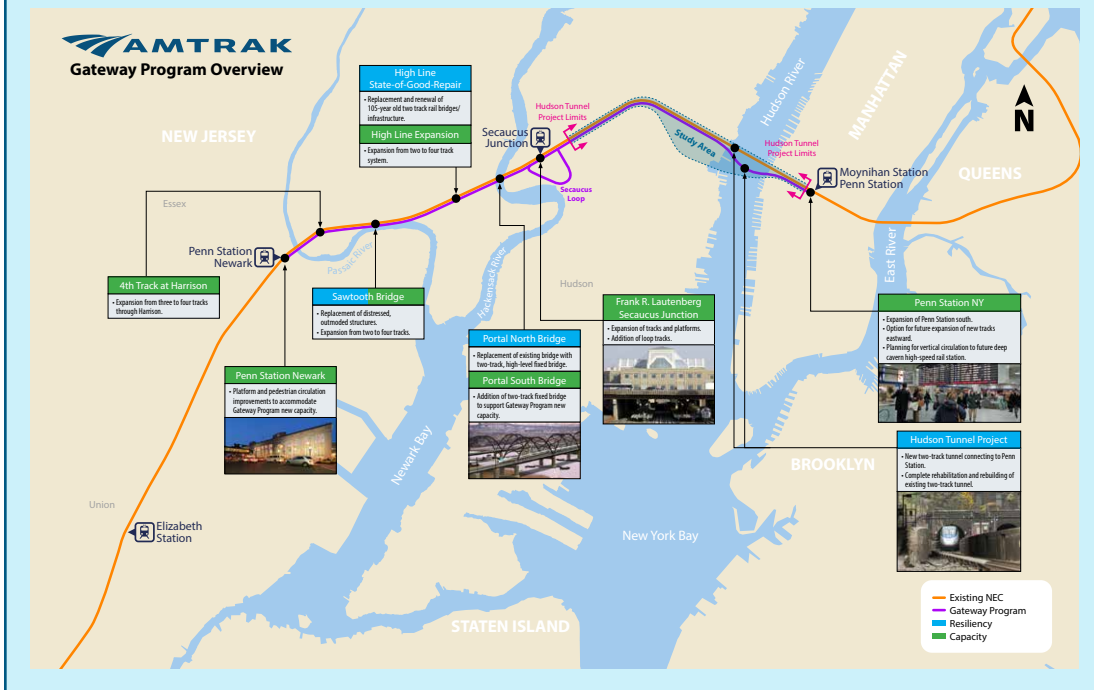 AMTRAK
Gateway Program Overview
High Line
State-of-Good-Repair
• Replacement and renewal of
105-year old two track rail bridges/
infrastructure.
High Line Expansion
• Expansion from two to four track
system.
NEW JERSEY
Secaucus
Junction
Hudson Tunnel
Project Limits
Hudson River
MANHATTAN
N
Study Area
Hudson Tunnel
Project Limits
Moynihan Station
Penn Station
QUEENS
Secaucus
Loop
Essex
Penn Station
Newark
Passaic River
Hackensack River
Hudson
East River
4th Track at Harrison
• Expansion from three to four tracks
through Harrison.
Sawtooth Bridge
• Replacement of distressed,
outmoded structures.
• Expansion from two to four tracks.
Frank R. Lautenberg
Secaucus Junction
• Expansion of tracks and platforms.
• Addition of loop tracks.
Penn Station NY
• Expansion of Penn Station south.
• Option for future expansion of new tracks
eastward.
• Planning for vertical circulation to future deep
cavern high-speed rail station.
Portal North Bridge
• Replacement of existing bridge with
two-track, high-level fixed bridge.
Portal South Bridge
• Addition of two-track fixed bridge
to support Gateway Program new
capacity.
Penn Station Newark
• Platform and pedestrian circulation
improvements to accommodate
Gateway Program new capacity.
Newark Bay
BROOKLYN
Hudson Tunnel Project
• New two-track tunnel connecting to Penn
Station.
• Complete rehabilitation and rebuilding of
existing two-track tunnel.
Union
Elizabeth
Station
New York Bay
STATEN ISLAND
Existing NEC
Gateway Program
Resiliency
Capacity